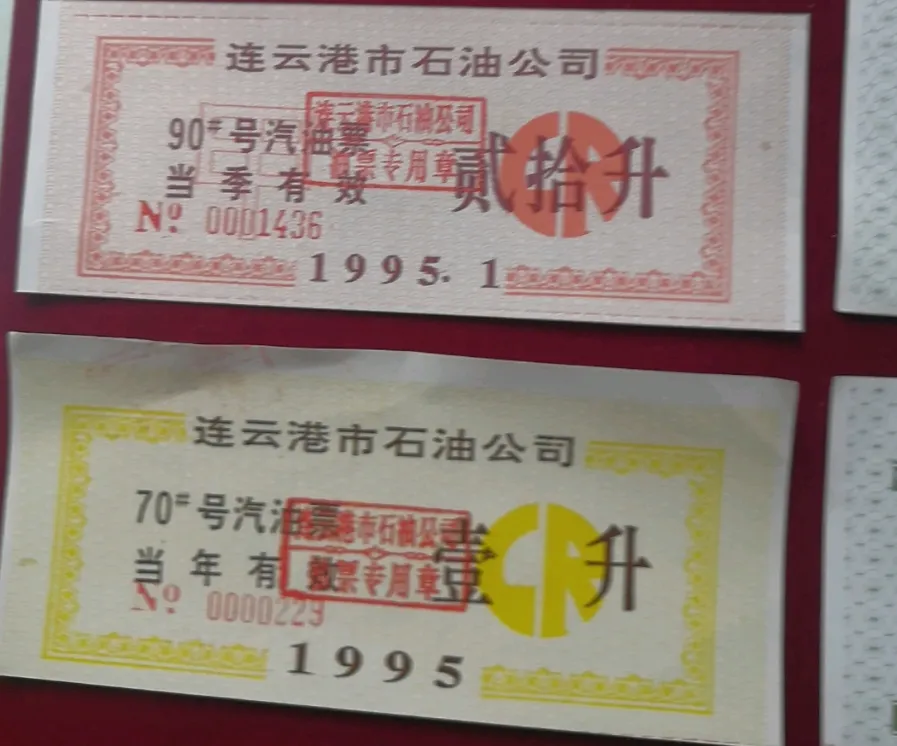 连云港市石油公司
90#号汽油票
连云港市石油公司
油票专用章
贰拾升
当季有效
Nº 0001436
1995.1
连云港市石油公司
70#号汽油票
连云港市石油公司
油票专用章
壹升
当年有效
Nº 0000229
1995